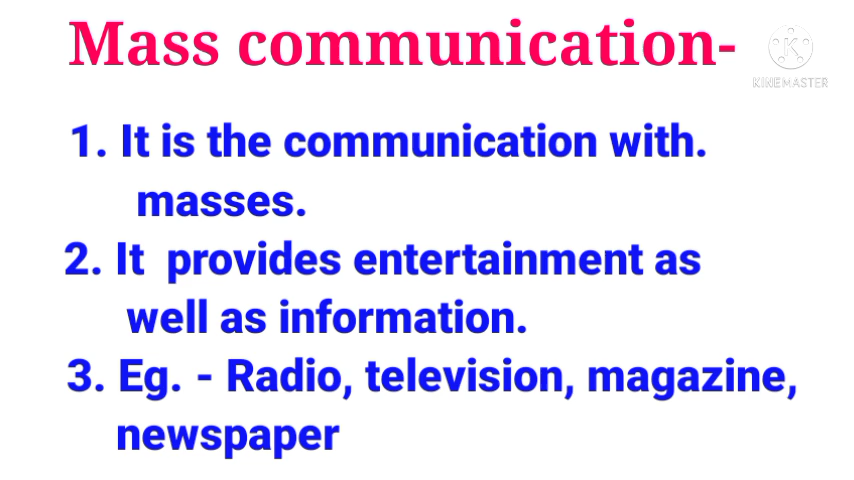 Mass communication-
KINEMASTER
1. It is the communication with.
masses.
2. It provides entertainment as
well as information.
3. Eg. - Radio, television, magazine,
newspaper